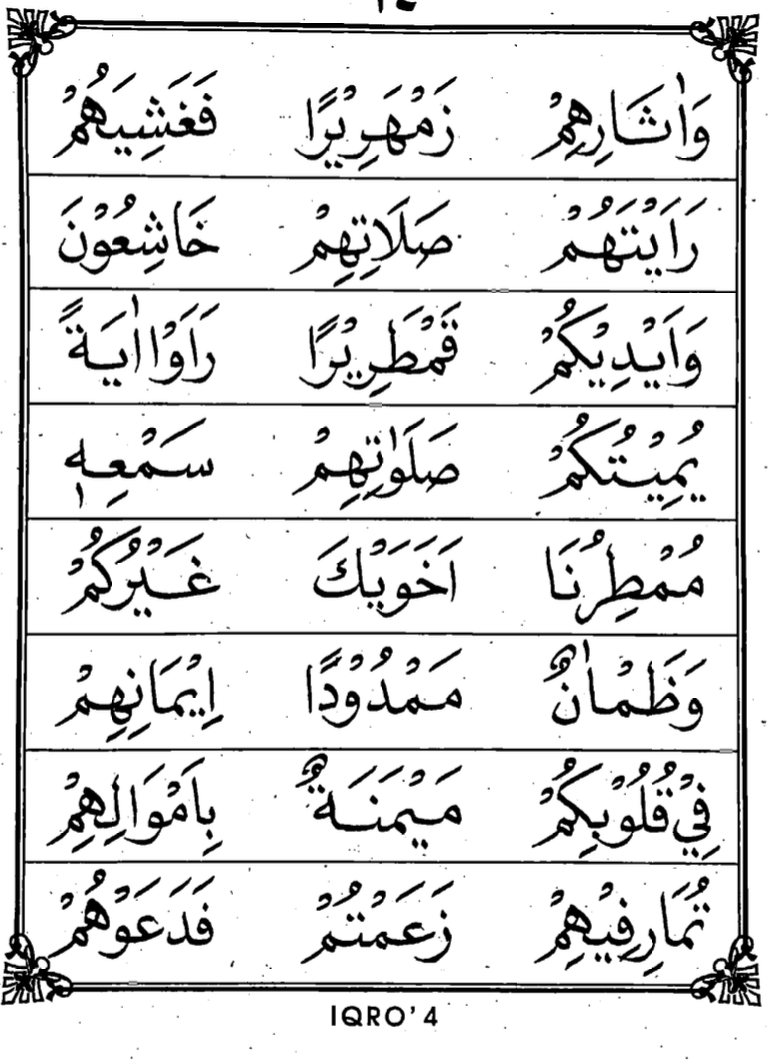 ١٤
وَاٰثَارِهِمْ زَمْهَرِيْرًا فَغَشِيَهُمْ
رَاَيْتَهُمْ صَلَاتِهِمْ خَاشِعُوْنَ
وَاَيْدِيْكُمْ قَمْطَرِيْرًا رَاَوْا اٰيَةً
يُمِيْتُكُمْ صَلَوٰتِهِمْ سَمْعِهٖ
مُمْطِرُنَا اَخَوَيْكَ غَيْرُكُمْ
وَظَمْاٰنٌ مَمْدُوْدًا اِيْمَانِهِمْ
فِيْ قُلُوْبِكُمْ مَيْمَنَةٌ بِاَمْوَالِهِمْ
تُمَارِفِيْهِمْ زَعَمْتُمْ فَدَعَوْهُمْ
IQRO' 4